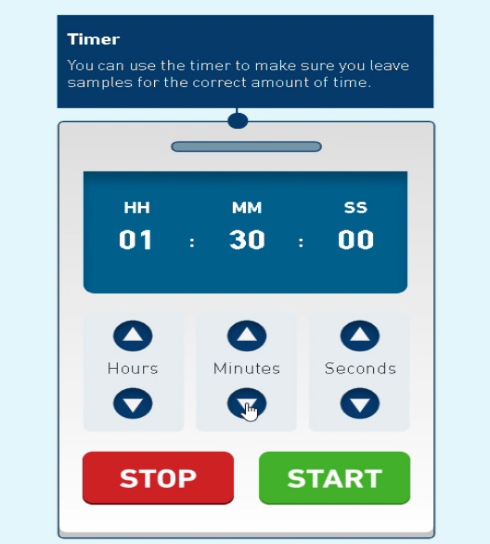 Timer
You can use the timer to make sure you leave
samples for the correct amount of time.
HH MM SS
01 : 30 : 00
Hours Minutes Seconds
STOP START